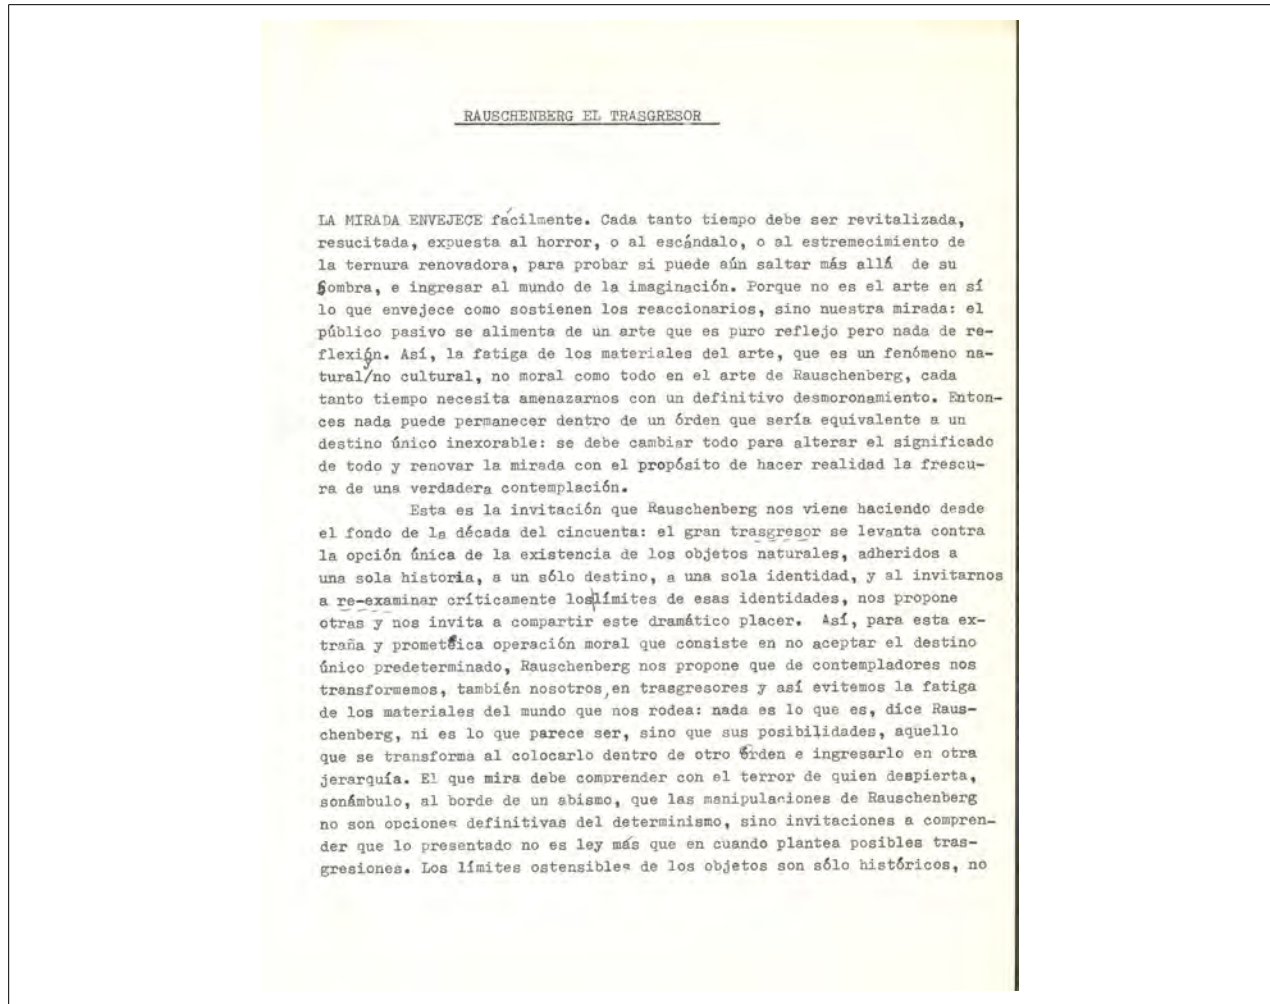 RAUSCHENBERG EL TRASGRESOR
LA MIRADA ENVEJECE fácilmente. Cada tanto tiempo debe ser revitalizada,
resucitada, expuesta al horror, o al escándalo, o al estremecimiento de
la ternura renovadora, para probar si puede aún saltar más allá de su
sombra, e ingresar al mundo de la imaginación. Porque no es el arte en sí
lo que envejece como sostienen los reaccionarios, sino nuestra mirada: el
público pasivo se alimenta de un arte que es puro reflejo pero nada de re-
flexión. Así, la fatiga de los materiales del arte, que es un fenómeno na-
tural/no cultural, no moral como todo en el arte de Rauschenberg, cada
tanto tiempo necesita amenazarnos con un definitivo desmoronamiento. Enton-
ces nada puede permanecer dentro de un órden que sería equivalente a un
destino único inexorable: se debe cambiar todo para alterar el significado
de todo y renovar la mirada con el propósito de hacer realidad la frescu-
ra de una verdadera contemplación.
Esta es la invitación que Rauschenberg nos viene haciendo desde
el fondo de la década del cincuenta: el gran trasgresor se levanta contra
la opción única de la existencia de los objetos naturales, adheridos a
una sola historia, a un sólo destino, a una sola identidad, y al invitarnos
a re-examinar críticamente los límites de esas identidades, nos propone
otras y nos invita a compartir este dramático placer. Así, para esta ex-
traña y prometéica operación moral que consiste en no aceptar el destino
único predeterminado, Rauschenberg nos propone que de contempladores nos
transformemos, también nosotros, en trasgresores y así evitemos la fatiga
de los materiales del mundo que nos rodea: nada es lo que es, dice Raus-
chenberg, ni es lo que parece ser, sino que sus posibilidades, aquello
que se transforma al colocarlo dentro de otro órden e ingresarlo en otra
jerarquía. El que mira debe comprender con el terror de quien despierta,
sonámbulo, al borde de un abismo, que las manipulaciones de Rauschenberg
no son opciones definitivas del determinismo, sino invitaciones a compren-
der que lo presentado no es ley más que en cuando plantea posibles tras-
gresiones. Los límites ostensibles de los objetos son sólo históricos, no